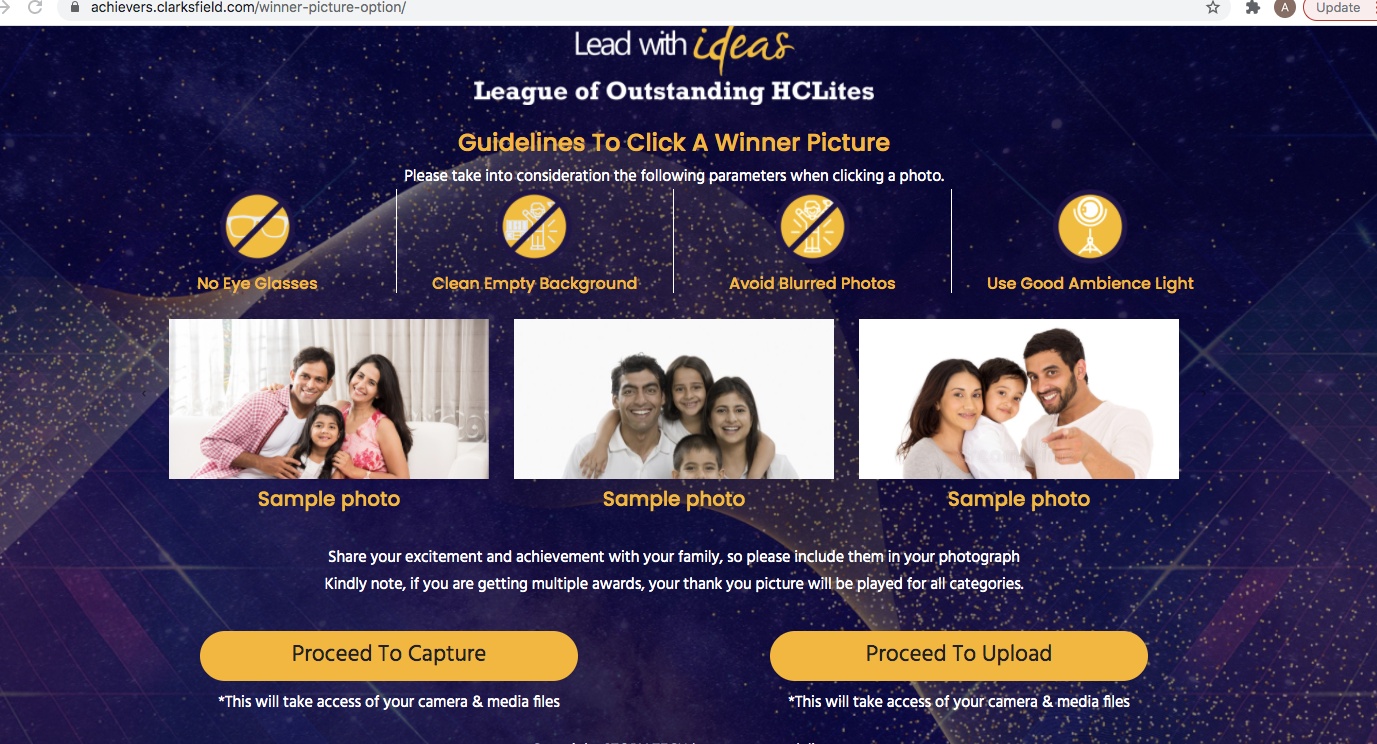 achievers.clarksfield.com/winner-picture-option/
A
Update
Lead with ideas
League of Outstanding HCLites
Guidelines To Click A Winner Picture
Please take into consideration the following parameters when clicking a photo.
No Eye Glasses
Clean Empty Background
Avoid Blurred Photos
Use Good Ambience Light
Sample photo
Sample photo
Sample photo
Share your excitement and achievement with your family, so please include them in your photograph
Kindly note, if you are getting multiple awards, your thank you picture will be played for all categories.
Proceed To Capture
Proceed To Upload
*This will take access of your camera & media files
*This will take access of your camera & media files